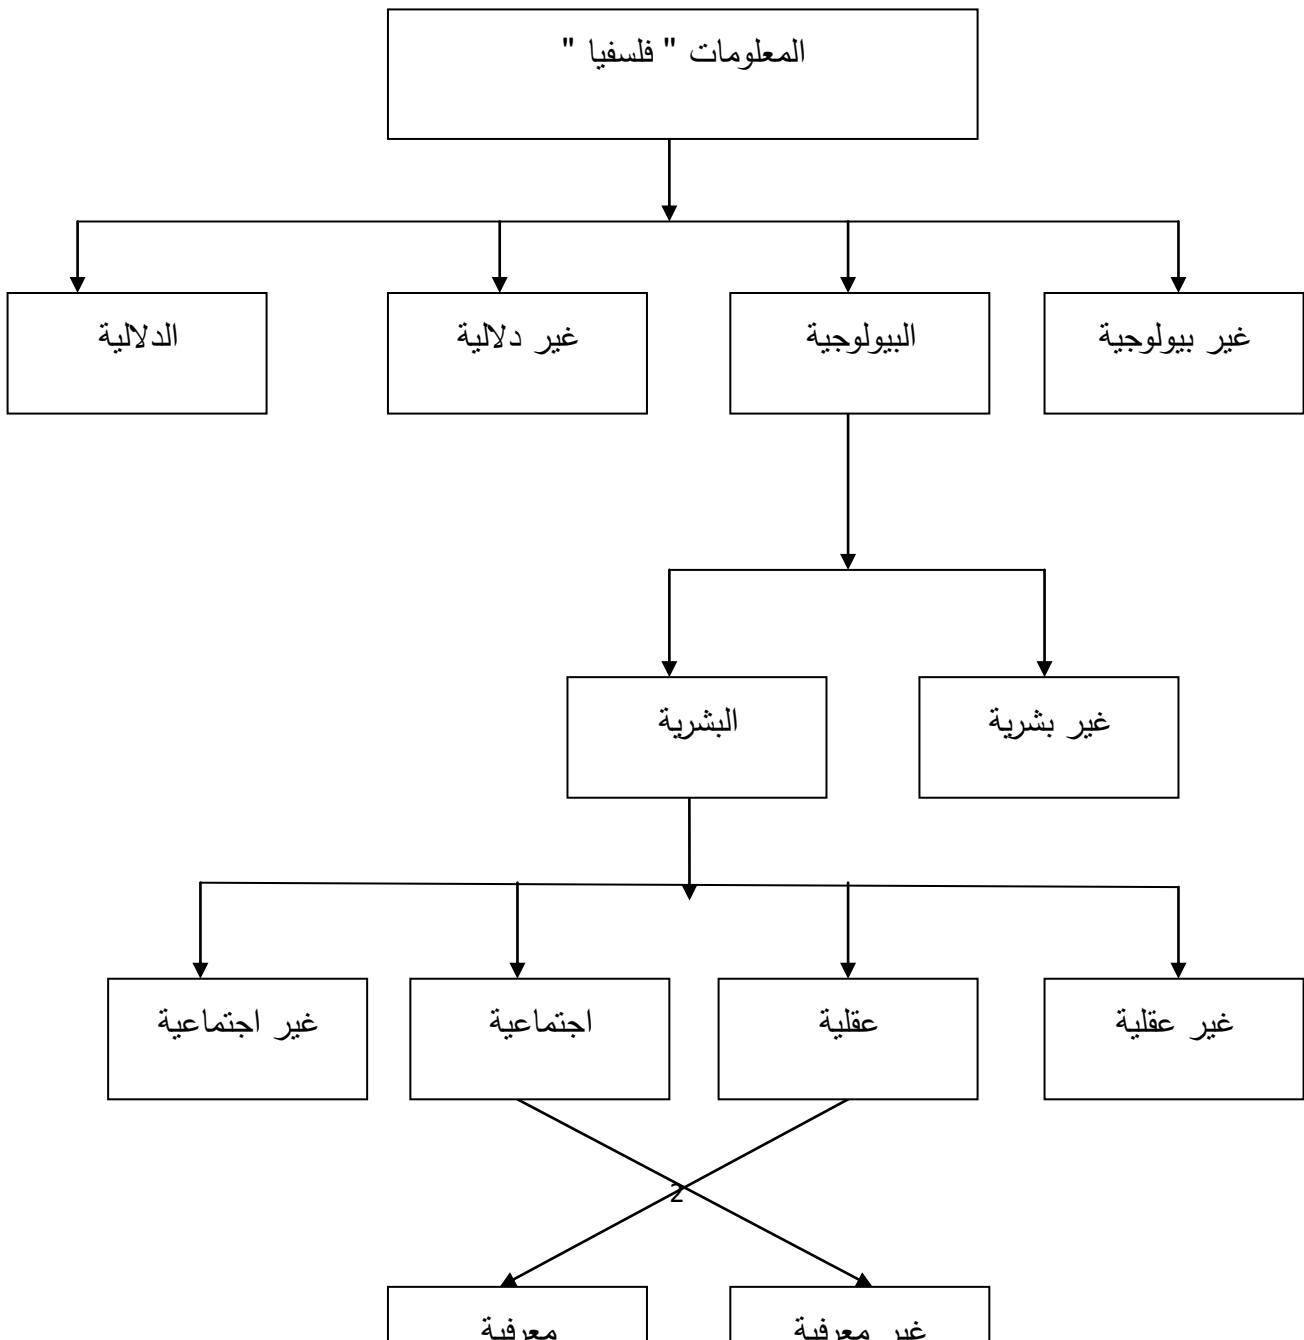 المعلومات " فلسفيا "
غير بيولوجية
البيولوجية
غير دلالية
الدلالية
غير بشرية
البشرية
غير عقلية
عقلية
اجتماعية
غير اجتماعية
2
غير معرفية
معرفية